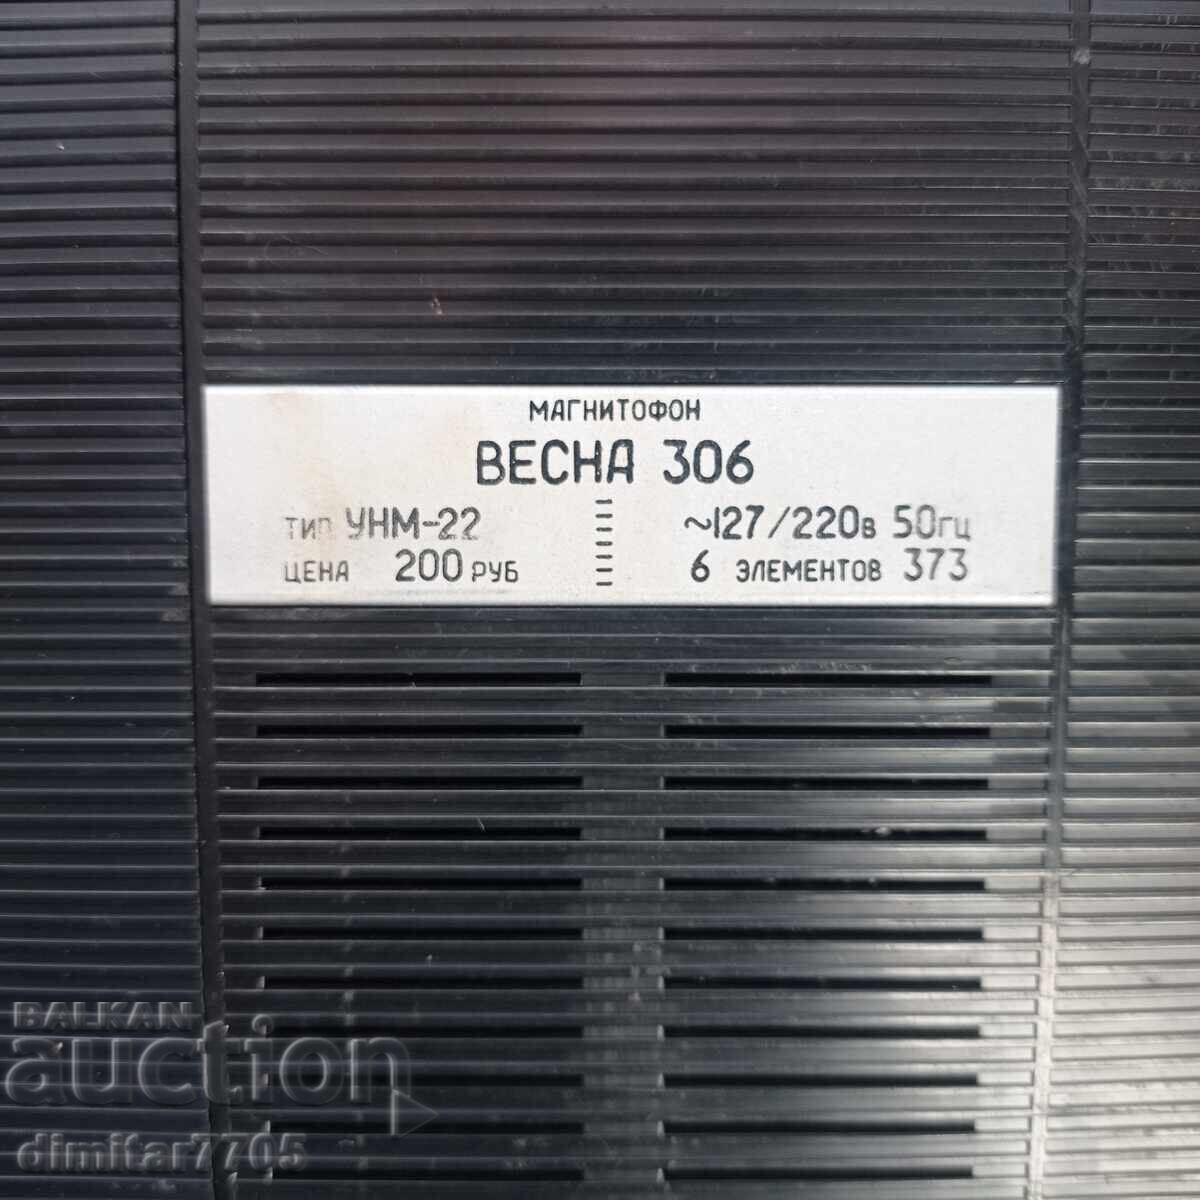 МАГНИТОФОН
ВЕСНА 306
ТИП УНМ-22
ЦЕНА 200 РУБ
~127/220В 50ГЦ
6 ЭЛЕМЕНТОВ 373
BALKAN
auction
dimitar7705